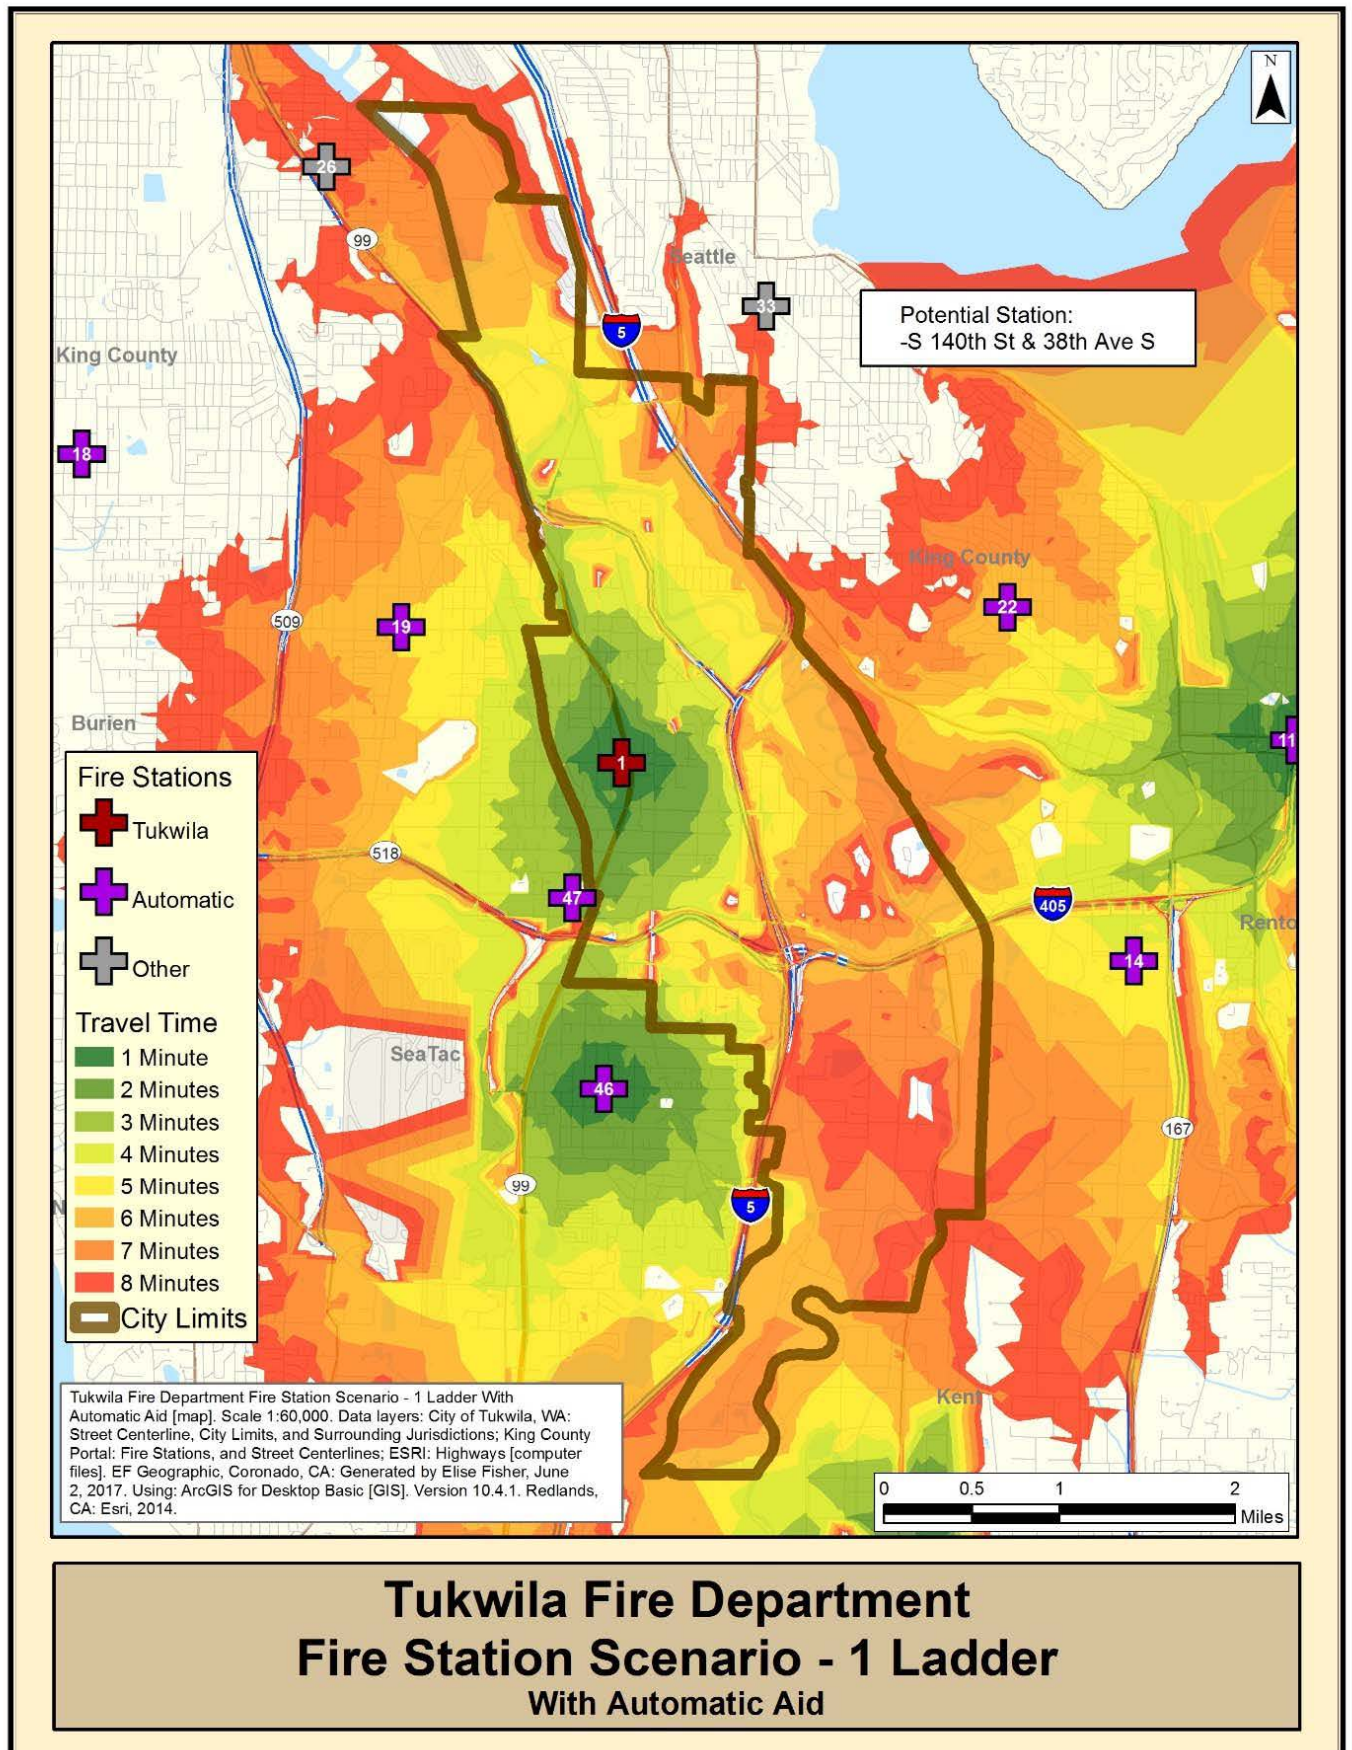 N
26
99
Seattle
33
5
Potential Station:
-S 140th St & 38th Ave S
King County
18
King County
22
509
19
Burien
11
1
Fire Stations
Tukwila
Automatic
Other
518
47
405
Rento
14
Travel Time
1 Minute
2 Minutes
3 Minutes
4 Minutes
5 Minutes
6 Minutes
7 Minutes
8 Minutes
City Limits
SeaTac
46
167
99
5
N
Kent
Tukwila Fire Department Fire Station Scenario - 1 Ladder With
Automatic Aid [map]. Scale 1:60,000. Data layers: City of Tukwila, WA:
Street Centerline, City Limits, and Surrounding Jurisdictions; King County
Portal: Fire Stations, and Street Centerlines; ESRI: Highways [computer
files]. EF Geographic, Coronado, CA: Generated by Elise Fisher, June
2, 2017. Using: ArcGIS for Desktop Basic [GIS]. Version 10.4.1. Redlands,
CA: Esri, 2014.
0 0.5 1 2
Miles
Tukwila Fire Department
Fire Station Scenario - 1 Ladder
With Automatic Aid